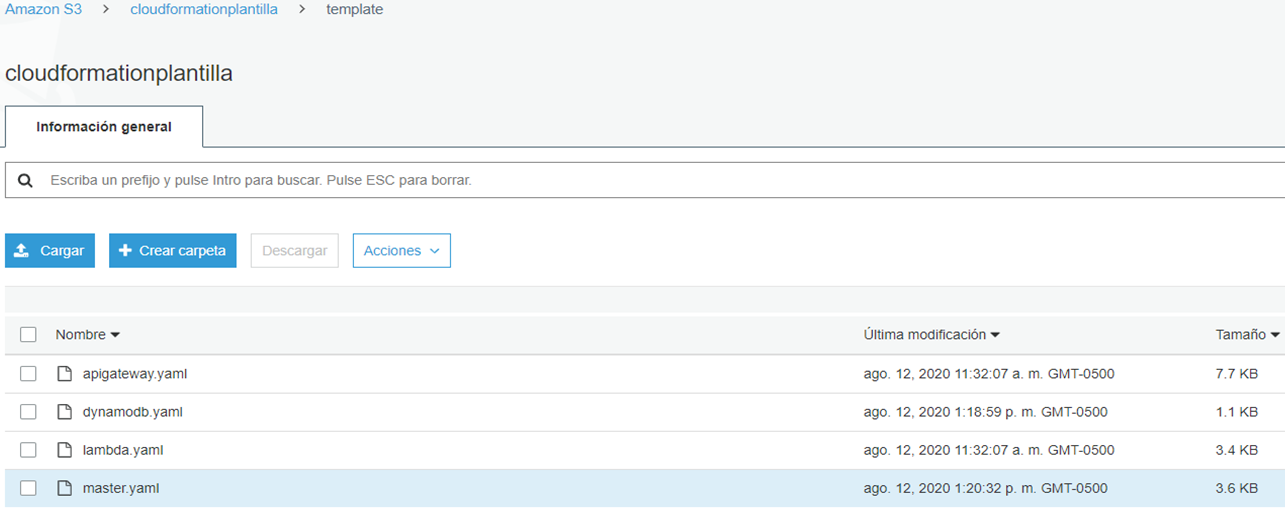 Amazon S3 > cloudformationplantilla > template
cloudformationplantilla
Información general
Escriba un prefijo y pulse Intro para buscar. Pulse ESC para borrar.
Cargar Crear carpeta Descargar Acciones
Nombre Última modificación Tamaño
apigateway.yaml ago. 12, 2020 11:32:07 a. m. GMT-0500 7.7 KB
dynamodb.yaml ago. 12, 2020 1:18:59 p. m. GMT-0500 1.1 KB
lambda.yaml ago. 12, 2020 11:32:07 a. m. GMT-0500 3.4 KB
master.yaml ago. 12, 2020 1:20:32 p. m. GMT-0500 3.6 KB